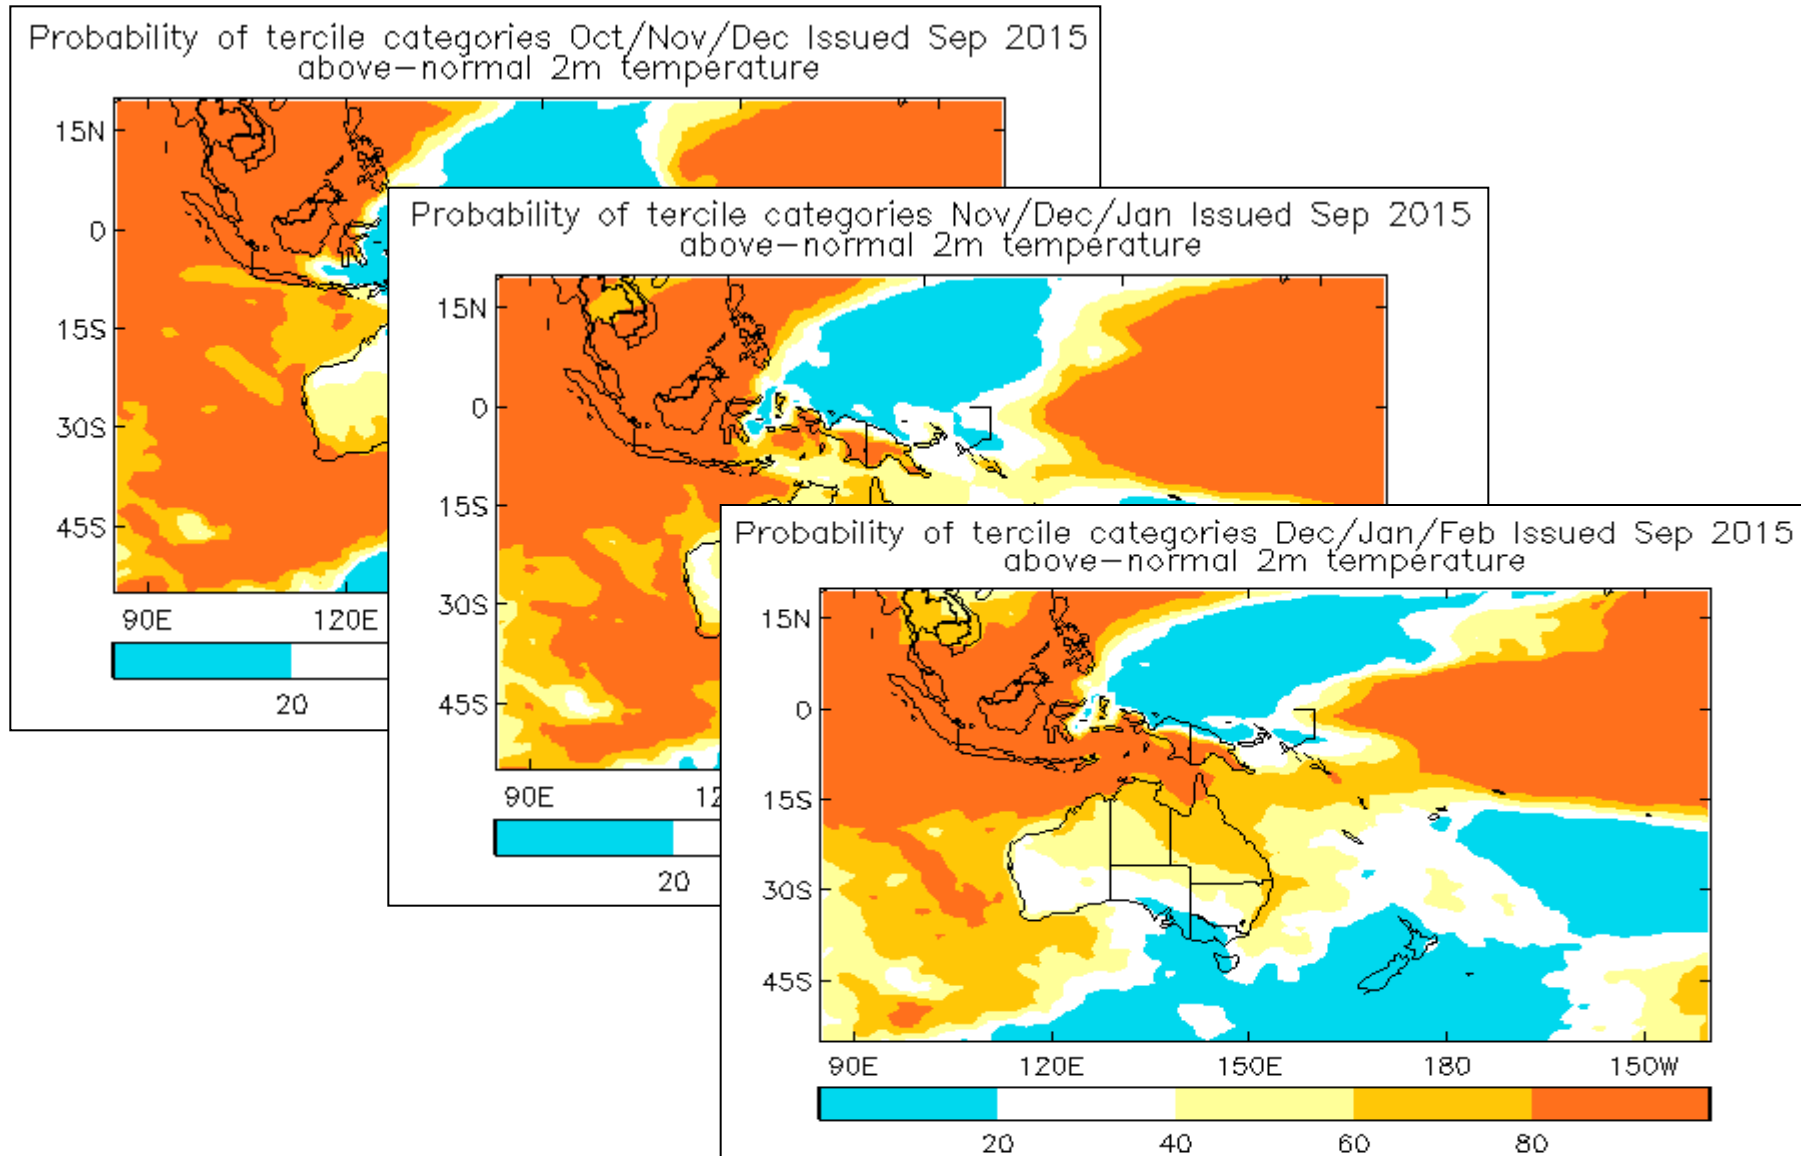 Probability of tercile categories Oct/Nov/Dec Issued Sep 2015
above-normal 2m temperature
15N
0
15S
30S
45S
90E 120E
20
Probability of tercile categories Nov/Dec/Jan Issued Sep 2015
above-normal 2m temperature
15N
0
15S
30S
45S
90E 12
20
Probability of tercile categories Dec/Jan/Feb Issued Sep 2015
above-normal 2m temperature
15N
0
15S
30S
45S
90E 120E 150E 180 150W
20 40 60 80